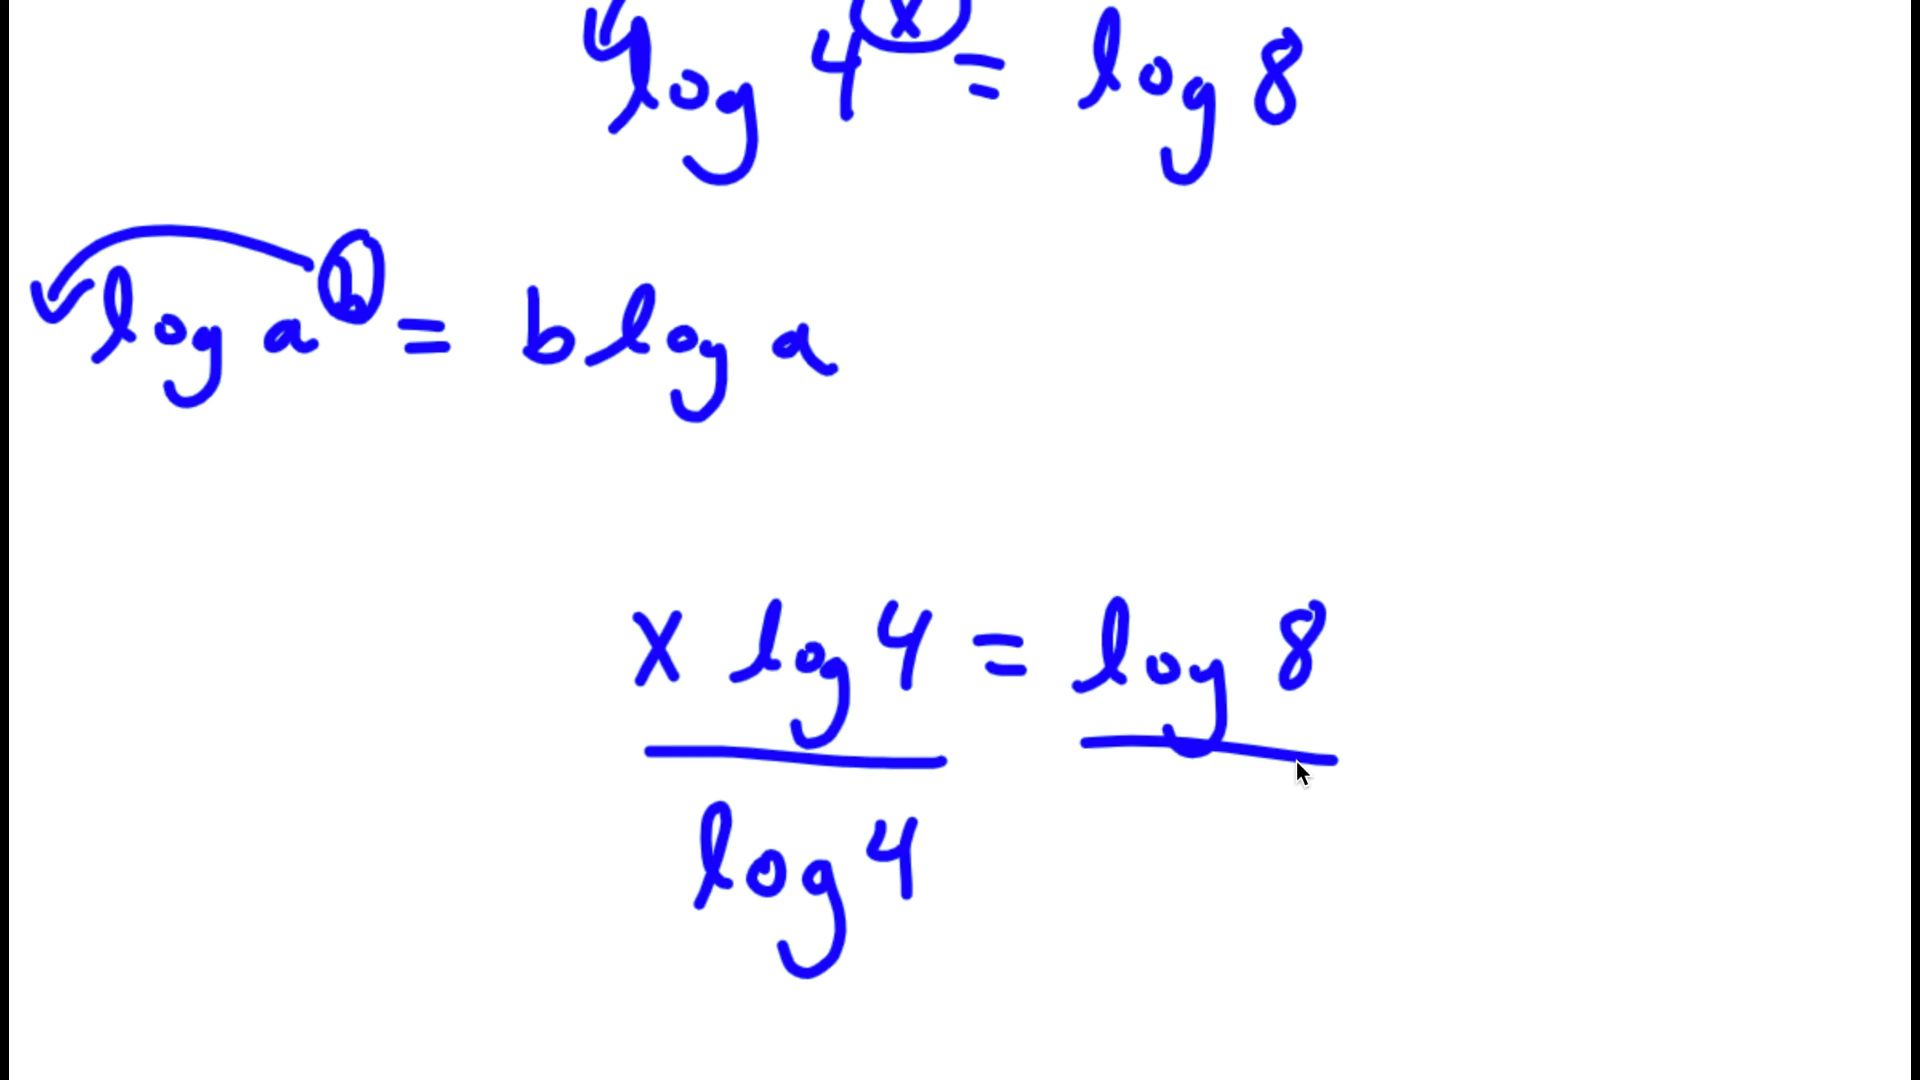 log 4^x = log 8
log a^b = b log a
x log 4 = log 8
log 4